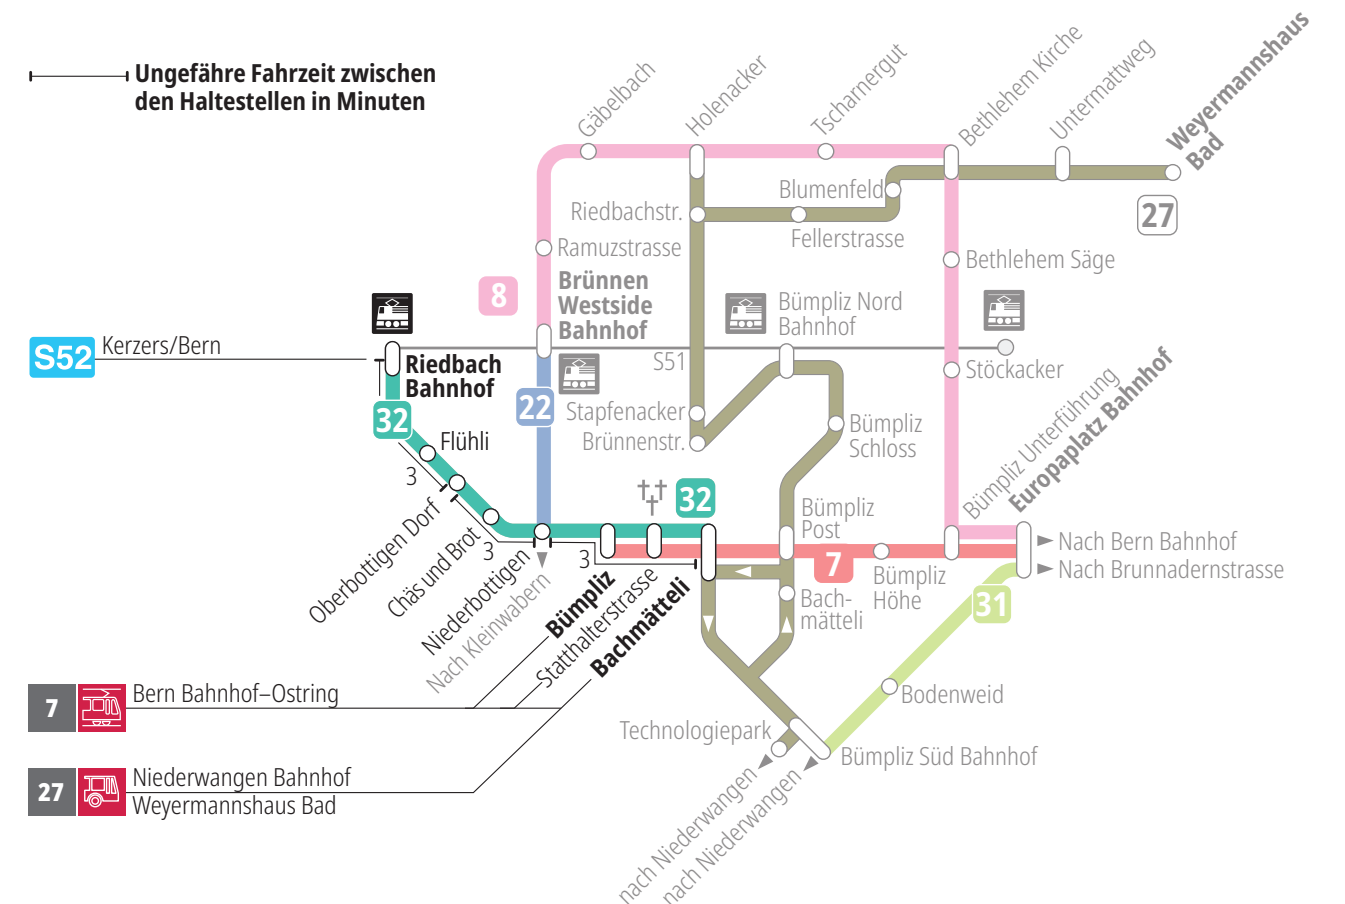 Ungefähre Fahrzeit zwischen
den Haltestellen in Minuten
Gäbelbach
Holenacker
Tscharnergut
Bethlehem Kirche
Untermattweg
Weyermannshaus
Bad
27
Blumenfeld
Riedbachstr.
Fellerstrasse
Ramuzstrasse
Bethlehem Säge
8
Brünnen
Westside
Bahnhof
Bümpliz Nord
Bahnhof
S52
Kerzers/Bern
Riedbach
Bahnhof
S51
Stöckacker
32
22
Stapfenacker
Brünnenstr.
Bümpliz
Schloss
Bümpliz Unterführung
Europaplatz Bahnhof
Flühli
3
32
Bümpliz
Post
Oberbottigen Dorf
Chäs und Brot
3
Niederbottigen
Nach Kleinwabern
3
Bümpliz
Statthalterstrasse
Bachmätteli
7
Bümpliz
Höhe
Nach Bern Bahnhof
Nach Brunnadernstrasse
31
Bach-
mätteli
Bodenweid
7
Bern Bahnhof–Ostring
Technologiepark
Bümpliz Süd Bahnhof
27
Niederwangen Bahnhof
Weyermannshaus Bad
nach Niederwangen
nach Niederwangen